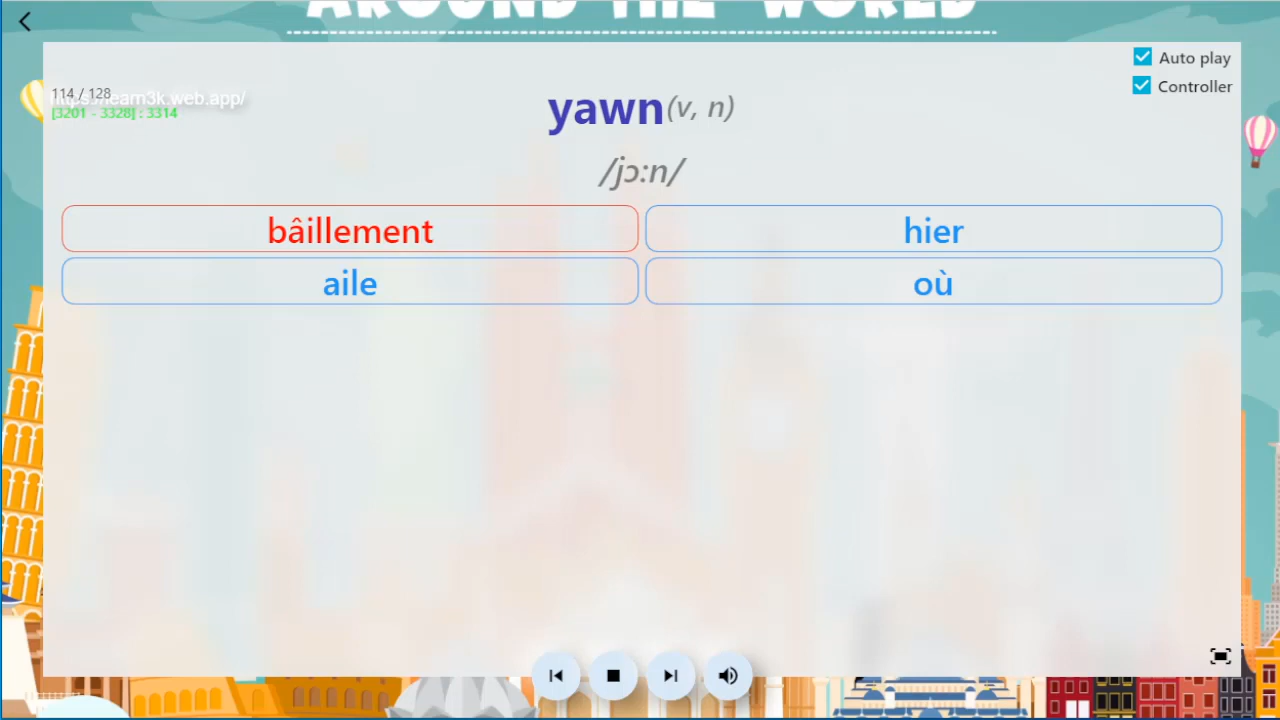 AROUND THE WORLD
Auto play
114 / 128
https://learn3k.web.app/
Controller
[3201 - 3328] : 3314
yawn(v, n)
/jɔ:n/
bâillement
hier
aile
où